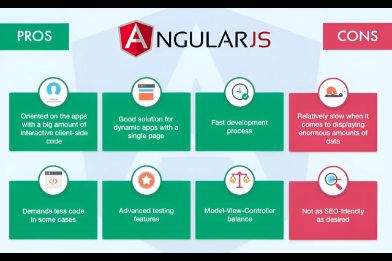 PROS
ANGULARJS
CONS
Oriented on the apps
with a big amount of
interactive client-side
code
Good solution for
dynamic apps with a
single page
Fast development
process
Relatively slow when it
comes to displaying
enormous amounts of
data
Demands less code
in some cases
Advanced testing
features
Model-View-Controller
balance
Not as SEO-friendly
as desired